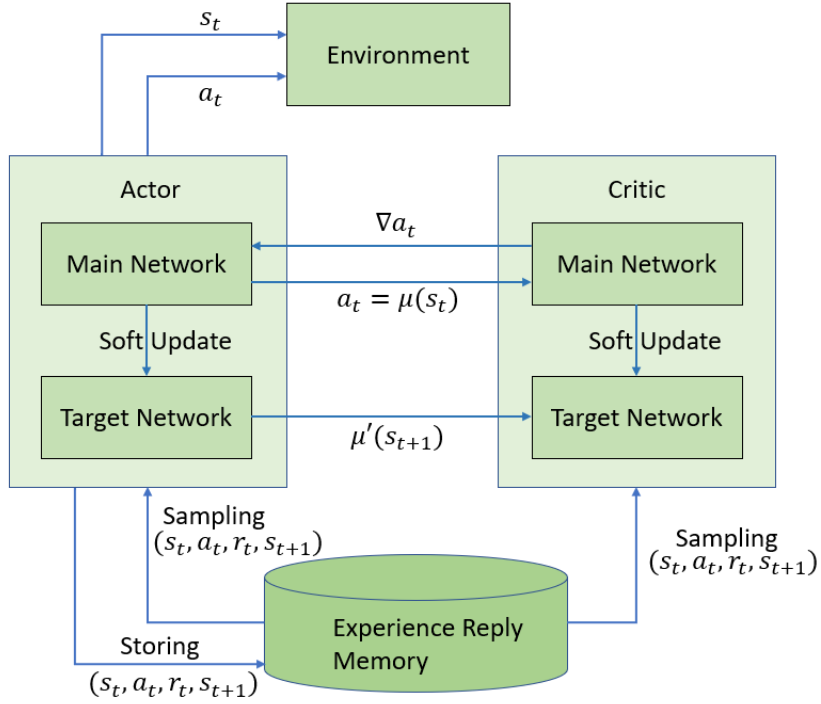 s_t
Environment
a_t
Actor
Critic
∇a_t
Main Network
Main Network
a_t = μ(s_t)
Soft Update
Soft Update
Target Network
Target Network
μ′(s_{t+1})
Sampling
(s_t, a_t, r_t, s_{t+1})
Sampling
(s_t, a_t, r_t, s_{t+1})
Experience Reply
Memory
Storing
(s_t, a_t, r_t, s_{t+1})